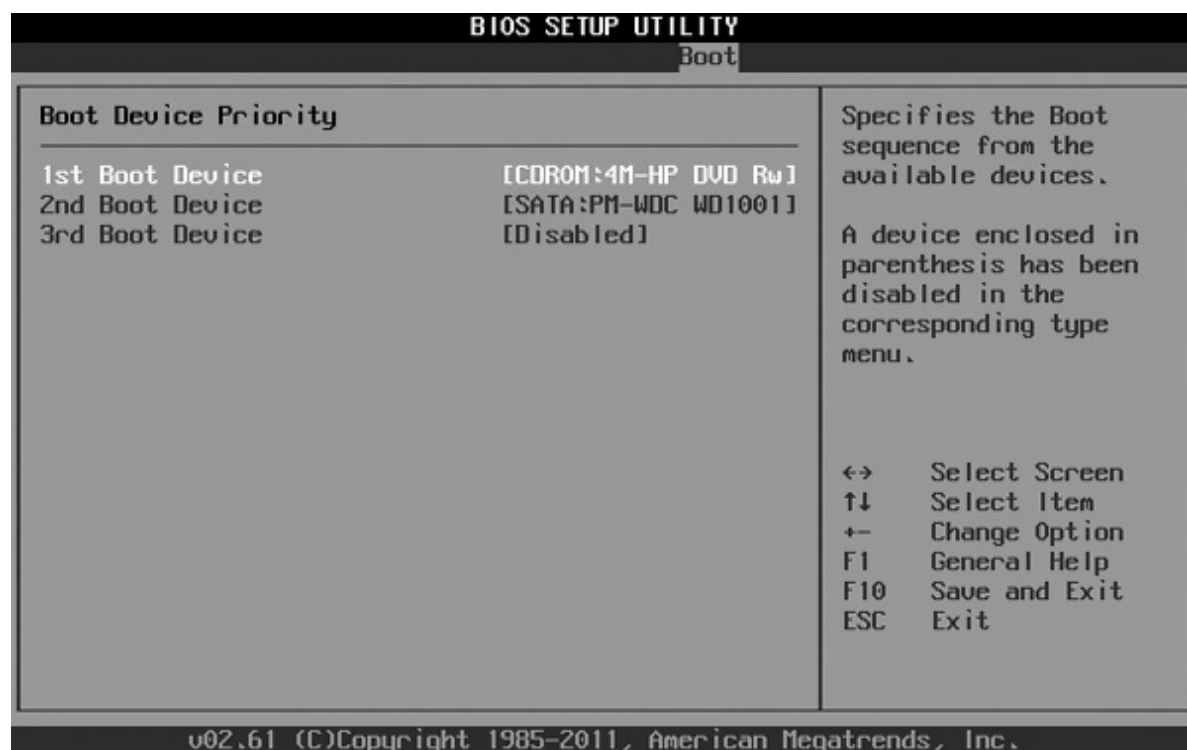 BIOS SETUP UTILITY
Boot
Boot Device Priority
1st Boot Device [CDROM:4M-HP DVD Rw]
2nd Boot Device [SATA:PM-WDC WD1001]
3rd Boot Device [Disabled]
Specifies the Boot
sequence from the
available devices.
A device enclosed in
parenthesis has been
disabled in the
corresponding type
menu.
←→ Select Screen
↑↓ Select Item
+- Change Option
F1 General Help
F10 Save and Exit
ESC Exit
v02.61 (C)Copyright 1985-2011, American Megatrends, Inc.